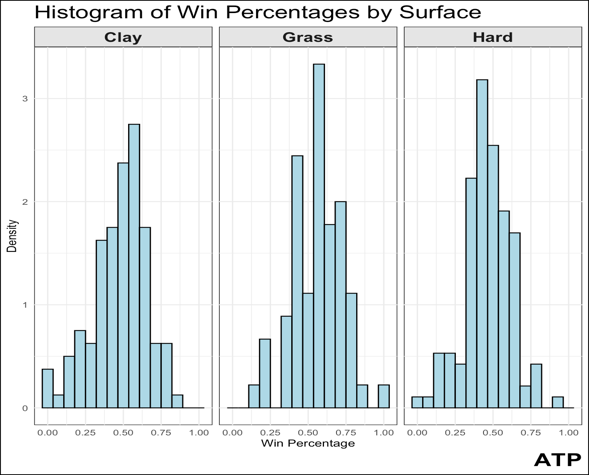 Histogram of Win Percentages by Surface
Clay Grass Hard
3
2
1
0
Density
0.00 0.25 0.50 0.75 1.00 0.00 0.25 0.50 0.75 1.00 0.00 0.25 0.50 0.75 1.00
Win Percentage
ATP